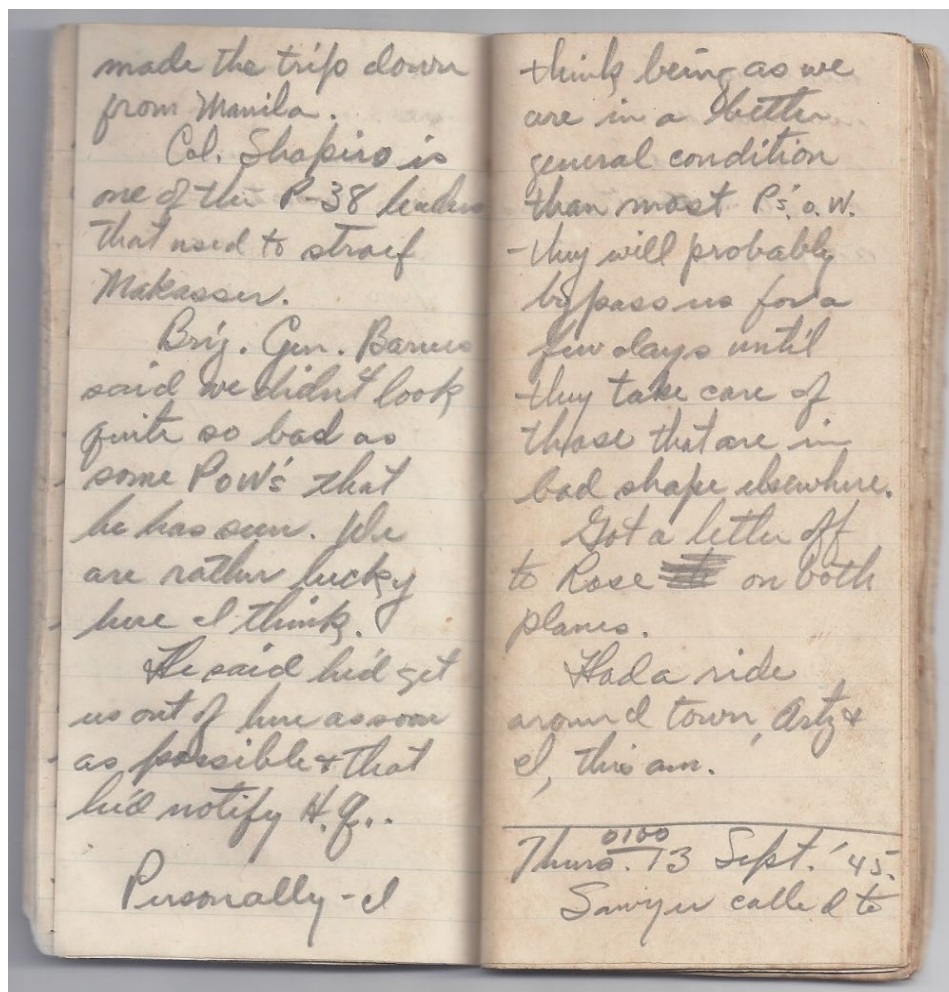 made the trip down
from Manila.
Col. Shapiro is
one of the P-38 leaders
that used to straef
Makasser.
Brig. Gen. Barnes
said we didn't look
quite so bad as
some PoW's that
he has seen. We
are rather lucky
here I think.
He said he'd get
us out of here as soon
as possible & that
he'd notify H.Q..
Personally - I
think being as we
are in a better
general condition
than most P's.o.W.
they will probably
bypass us for a
few days until
they take care of
those that are in
bad shape elsewhere.
Got a letter off
to Rose on both
planes.
Had a ride
around town, Artz &
I, this am.
0100
Thurs. 13 Sept. '45.
Sawyer called to